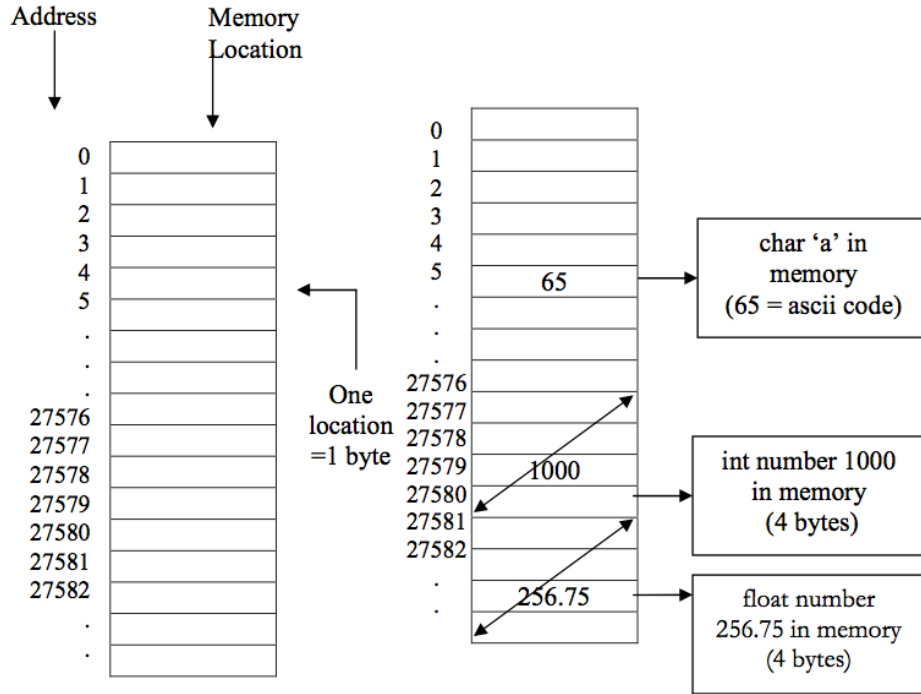 Address
Memory
Location
0
1
2
3
4
5
.
.
.
27576
27577
27578
27579
27580
27581
27582
.
.
One
location
=1 byte
0
1
2
3
4
5
.
.
.
27576
27577
27578
27579
27580
27581
27582
.
.
65
1000
256.75
char ‘a’ in
memory
(65 = ascii code)
int number 1000
in memory
(4 bytes)
float number
256.75 in memory
(4 bytes)